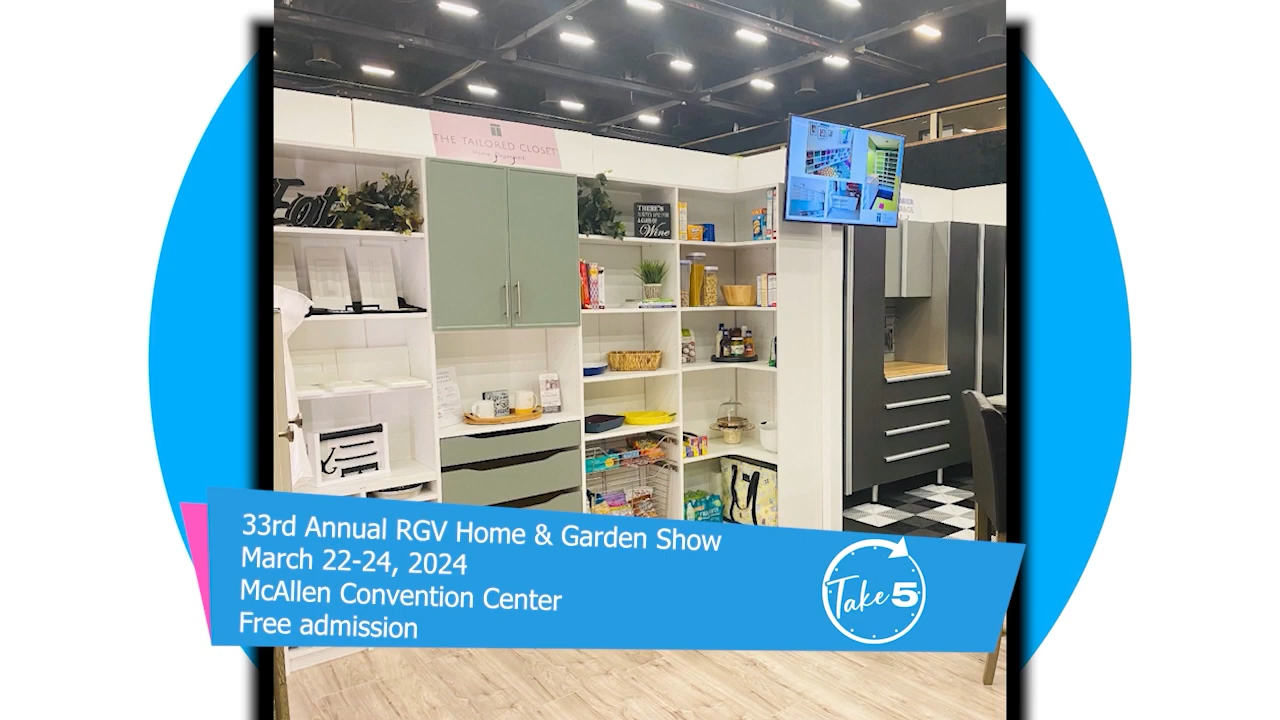 THE TAILORED CLOSET
Eat
THERE'S
Wine
33rd Annual RGV Home & Garden Show
March 22-24, 2024
McAllen Convention Center
Free admission
Take 5